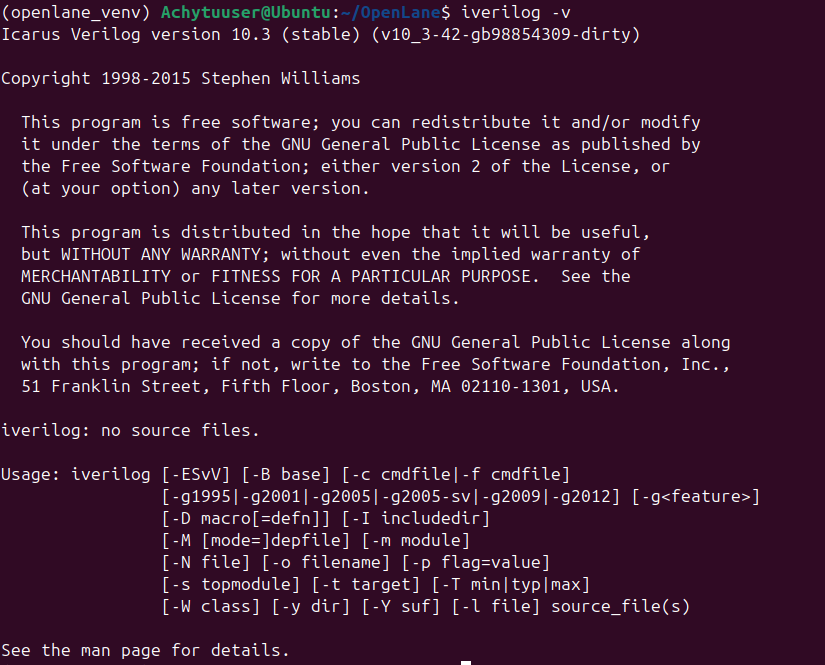 (openlane_venv) Achytuuser@Ubuntu:~/OpenLane$ iverilog -v
Icarus Verilog version 10.3 (stable) (v10_3-42-gb98854309-dirty)
Copyright 1998-2015 Stephen Williams
This program is free software; you can redistribute it and/or modify
it under the terms of the GNU General Public License as published by
the Free Software Foundation; either version 2 of the License, or
(at your option) any later version.
This program is distributed in the hope that it will be useful,
but WITHOUT ANY WARRANTY; without even the implied warranty of
MERCHANTABILITY or FITNESS FOR A PARTICULAR PURPOSE.  See the
GNU General Public License for more details.
You should have received a copy of the GNU General Public License along
with this program; if not, write to the Free Software Foundation, Inc.,
51 Franklin Street, Fifth Floor, Boston, MA 02110-1301, USA.
iverilog: no source files.
Usage: iverilog [-ESvV] [-B base] [-c cmdfile|-f cmdfile]
[-g1995|-g2001|-g2005|-g2005-sv|-g2009|-g2012] [-g<feature>]
[-D macro[=defn]] [-I includedir]
[-M [mode=]depfile] [-m module]
[-N file] [-o filename] [-p flag=value]
[-s topmodule] [-t target] [-T min|typ|max]
[-W class] [-y dir] [-Y suf] [-l file] source_file(s)
See the man page for details.